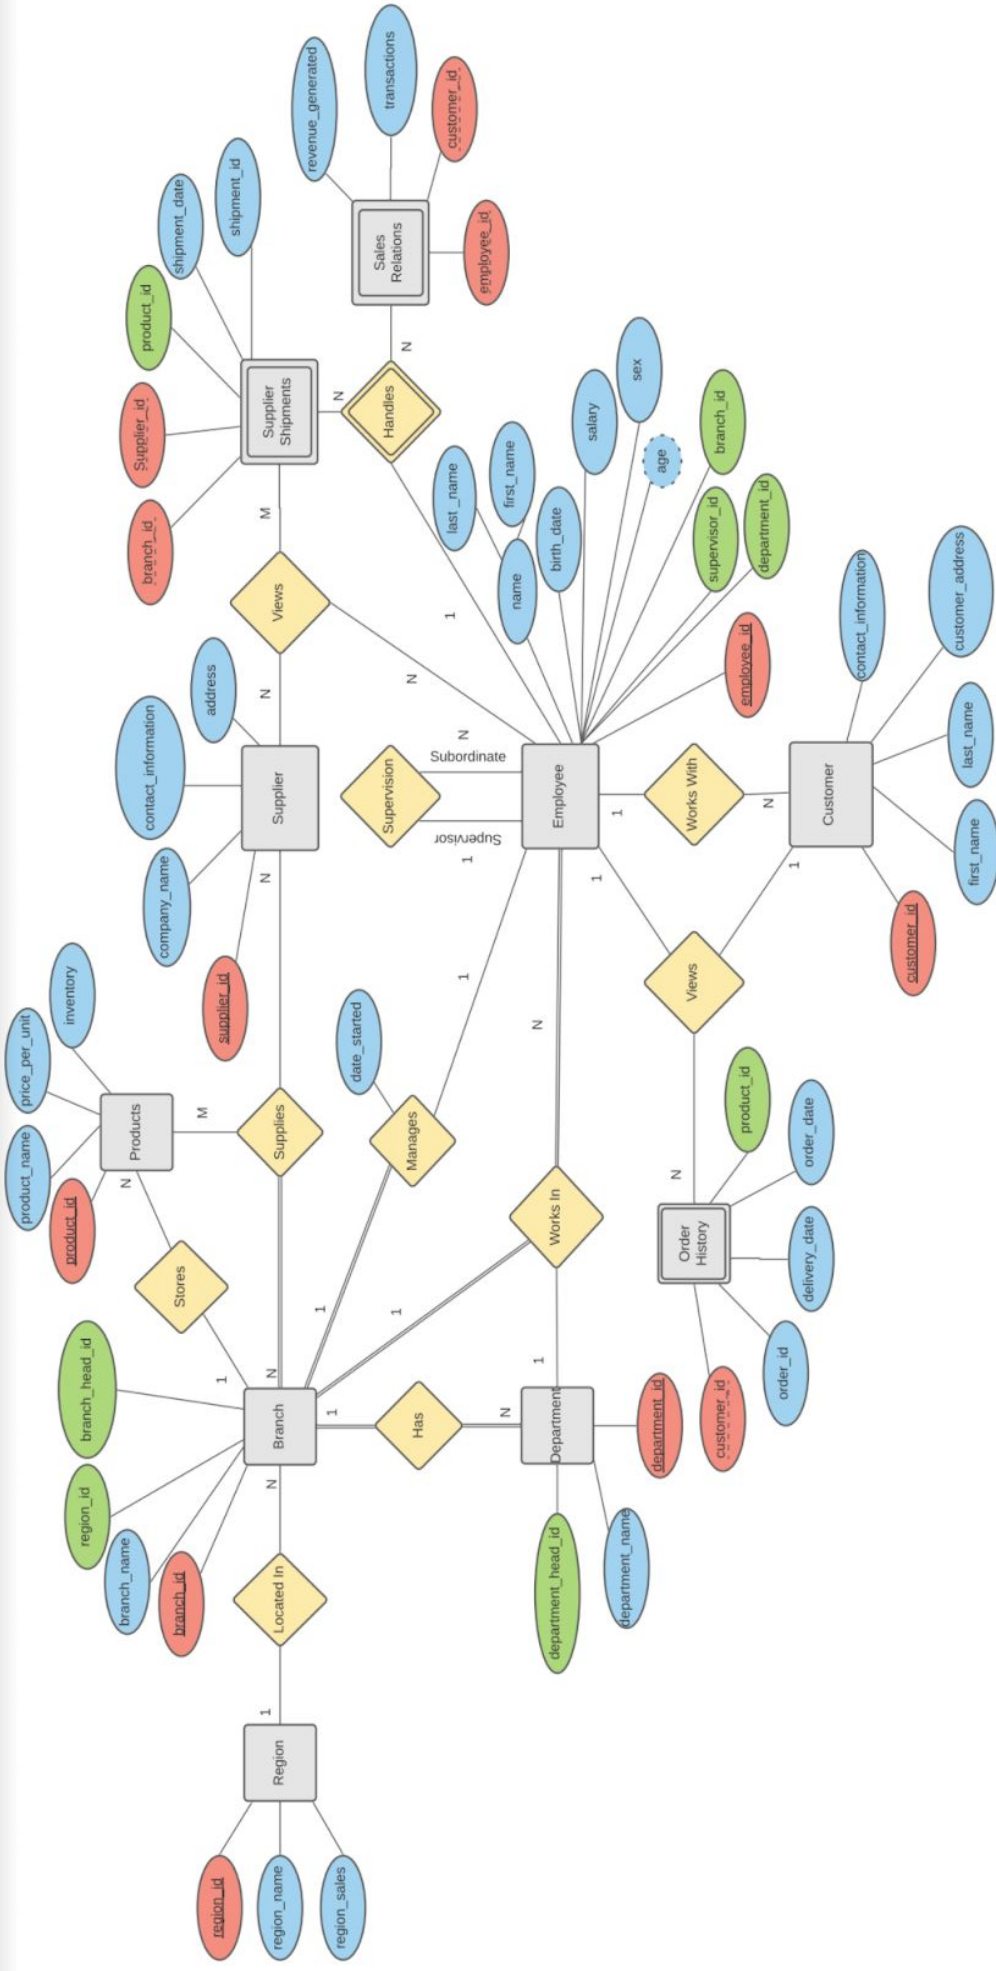 region_id
region_name
region_sales
Region
1
Located In
N
region_id
branch_head_id
branch_name
branch_id
Branch
1
Stores
N
product_id
product_name
price_per_unit
inventory
Products
M
N
Supplies
N
supplier_id
company_name
contact_information
address
Supplier
N
Views
M
N
branch_id
Supplier_id
product_id
shipment_date
shipment_id
Supplier
Shipments
N
Handles
1
N
revenue_generated
transactions
customer_id
employee_id
Sales
Relations
1
Manages
date_started
1
Supervision
Supervisor
1
Subordinate
N
last _name
first_name
name
birth_date
salary
sex
age
branch_id
supervisor_id
department_id
employee_id
Employee
1
Works In
N
1
1
Has
N
Department
department_head_id
department_name
department_id
1
Works With
N
Customer
contact_information
customer_address
last_name
first_name
customer_id
1
Views
1
N
Order
History
product_id
order_date
delivery_date
order_id
customer_id